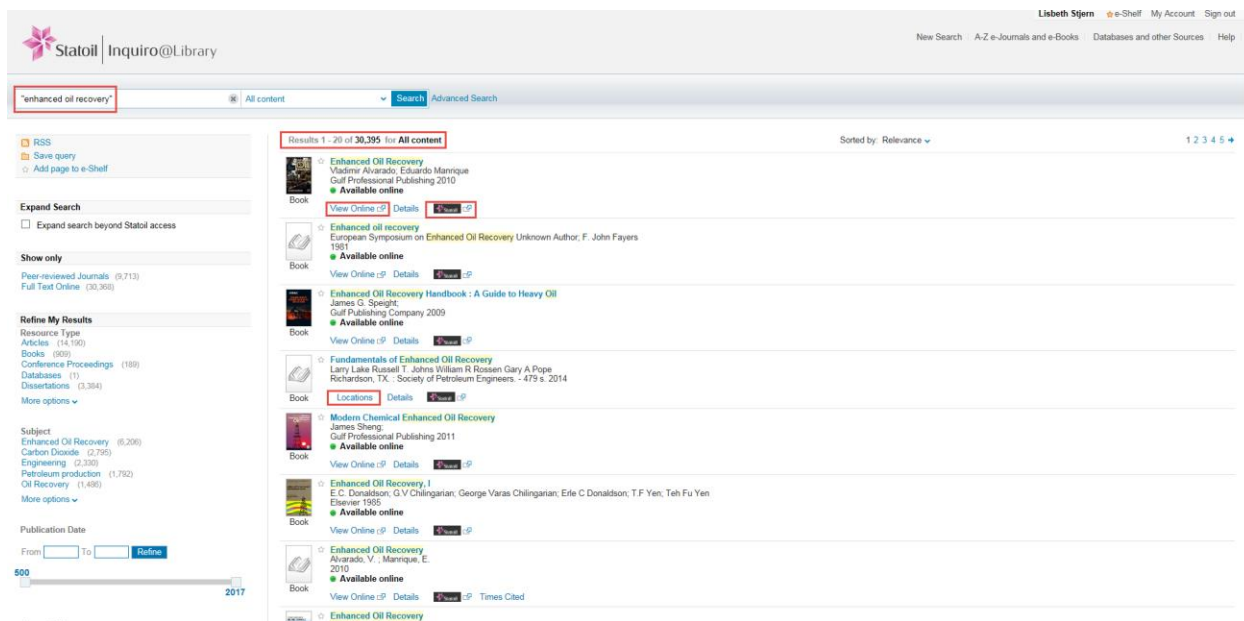 Lisbeth Stjern e-Shelf My Account Sign out
Statoil Inquiro@Library
New Search A-Z e-Journals and e-Books Databases and other Sources Help
"enhanced oil recovery" All content Search Advanced Search
RSS
Save query
Add page to e-Shelf
Expand Search
Expand search beyond Statoil access
Show only
Peer-reviewed Journals (9,713)
Full Text Online (30,368)
Refine My Results
Resource Type
Articles (14,190)
Books (909)
Conference Proceedings (189)
Databases (1)
Dissertations (3,384)
More options
Subject
Enhanced Oil Recovery (6,206)
Carbon Dioxide (2,795)
Engineering (2,330)
Petroleum production (1,792)
Oil Recovery (1,486)
More options
Publication Date
From To Refine
500
2017
Results 1 - 20 of 30,395 for All content Sorted by: Relevance 1 2 3 4 5
Enhanced Oil Recovery
Vladimir Alvarado; Eduardo Manrique
Gulf Professional Publishing 2010
Available online
Book
View Online Details Statoil
Enhanced oil recovery
European Symposium on Enhanced Oil Recovery Unknown Author; F. John Fayers
1981
Available online
Book
View Online Details Statoil
Enhanced Oil Recovery Handbook : A Guide to Heavy Oil
James G. Speight;
Gulf Publishing Company 2009
Available online
Book
View Online Details Statoil
Fundamentals of Enhanced Oil Recovery
Larry Lake Russell T. Johns William R Rossen Gary A Pope
Richardson, TX. : Society of Petroleum Engineers. - 479 s. 2014
Book
Locations Details Statoil
Modern Chemical Enhanced Oil Recovery
James Sheng;
Gulf Professional Publishing 2011
Available online
Book
View Online Details Statoil
Enhanced Oil Recovery, I
E.C. Donaldson; G.V Chilingarian; George Varas Chilingarian; Erle C Donaldson; T.F Yen; Teh Fu Yen
Elsevier 1985
Available online
Book
View Online Details Statoil
Enhanced Oil Recovery
Alvarado, V. ; Manrique, E.
2010
Available online
Book
View Online Details Statoil Times Cited
Enhanced Oil Recovery